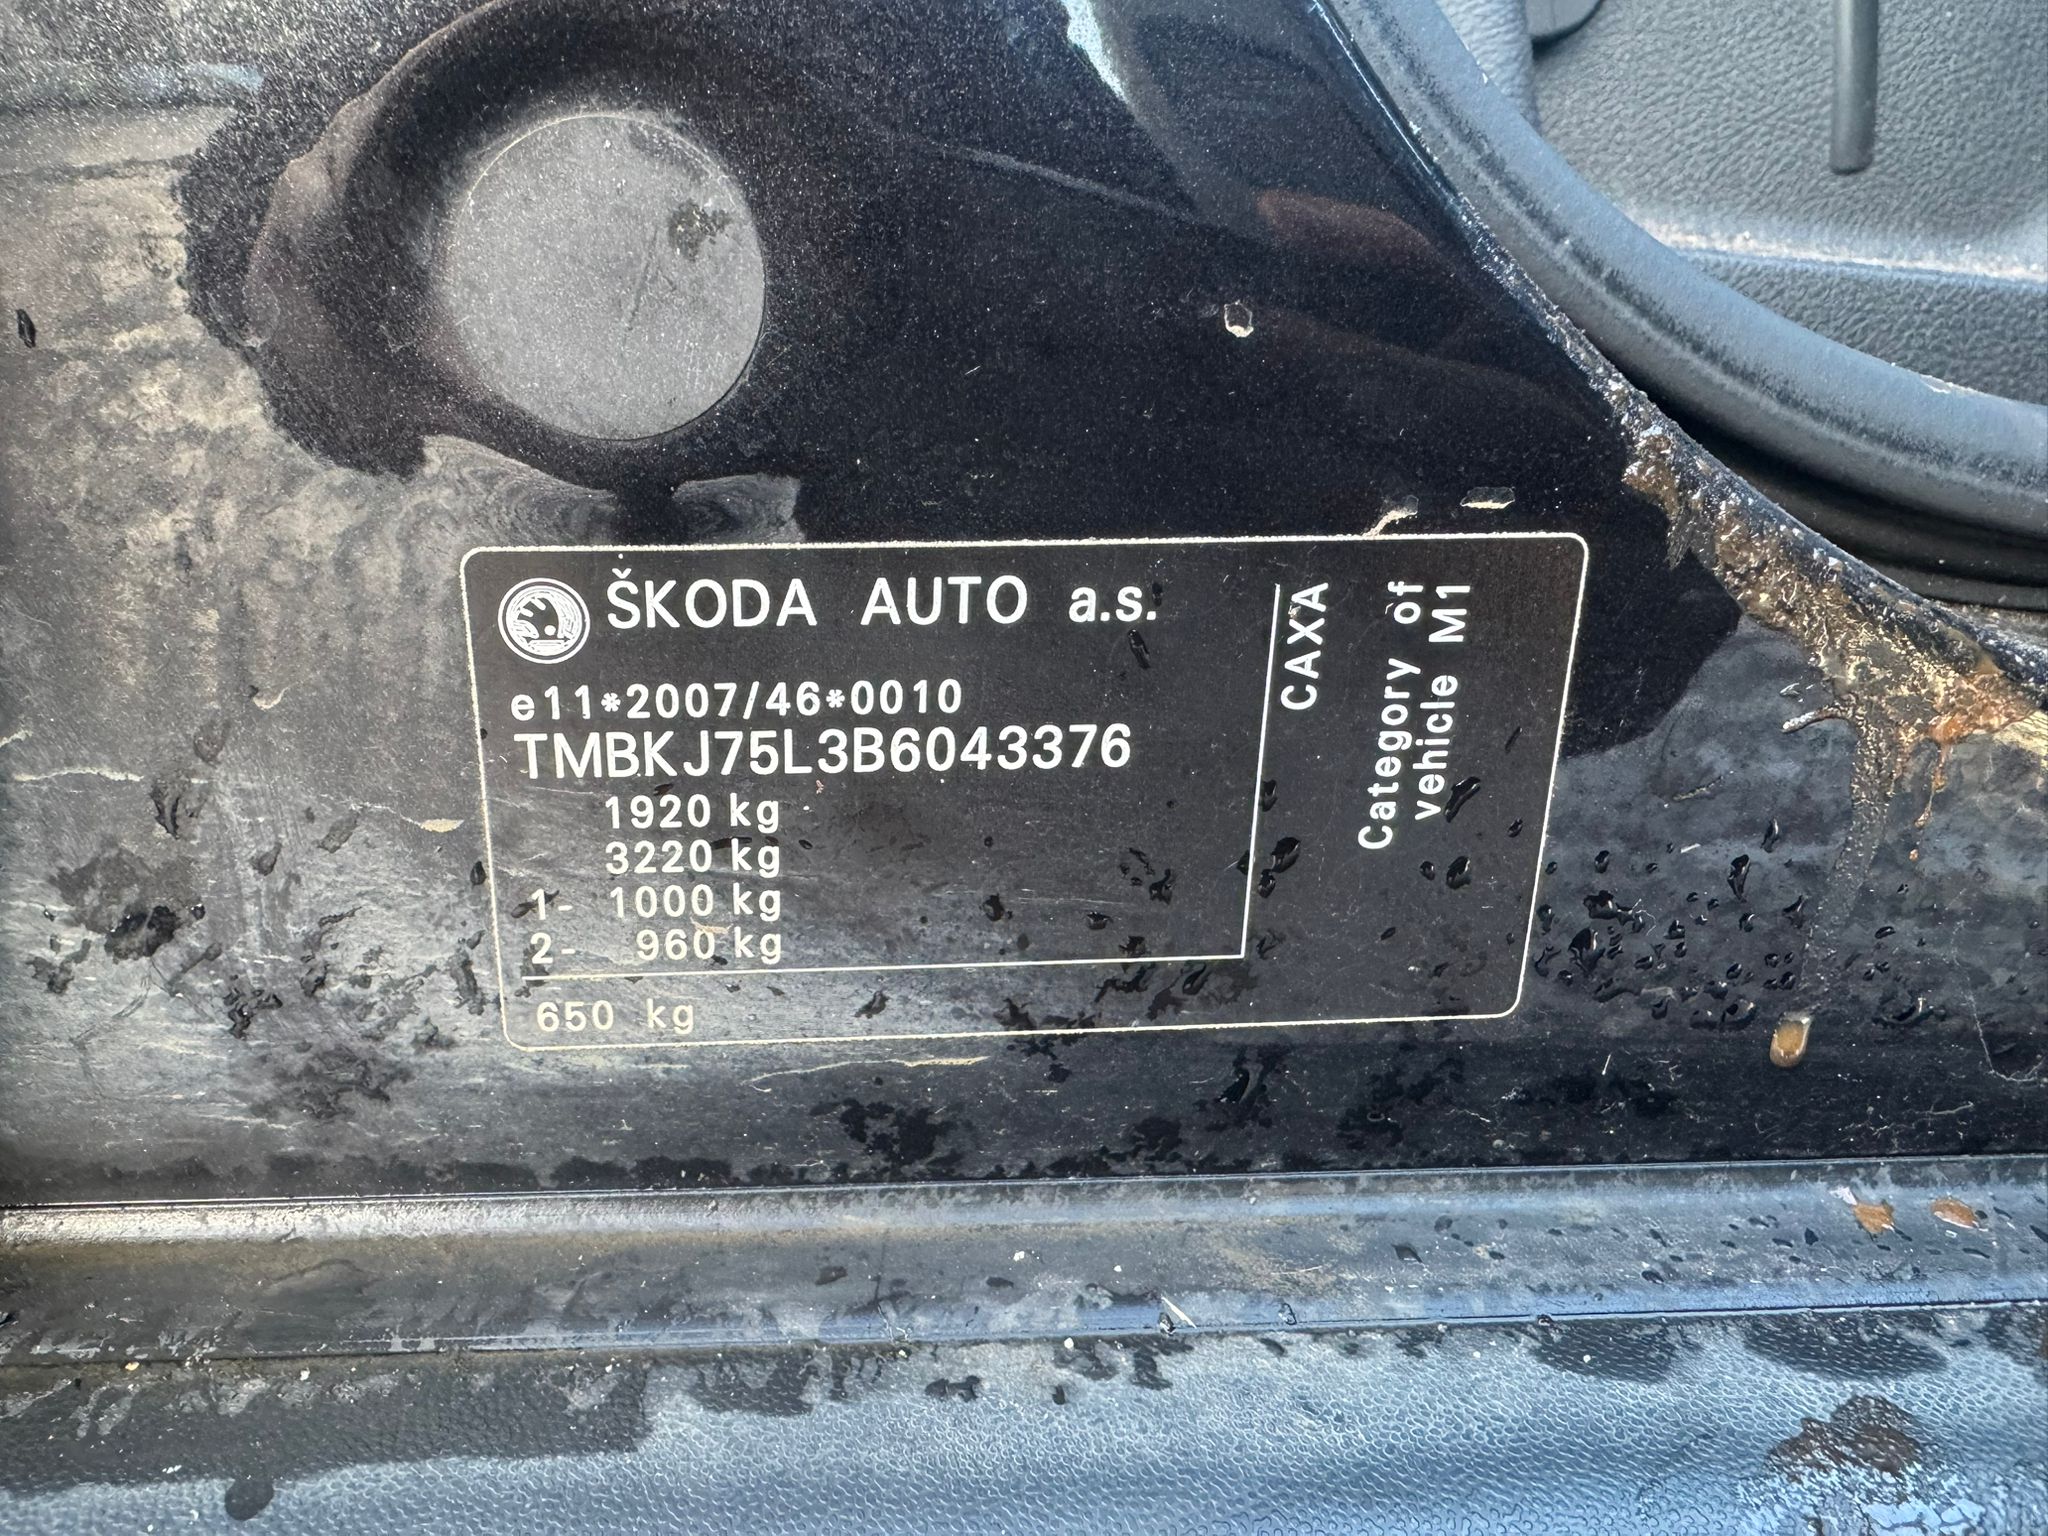 ŠKODA AUTO a.s.
e11*2007/46*0010
TMBKJ75L3B6043376
1920 kg
3220 kg
1- 1000 kg
2- 960 kg
650 kg
CAXA
Category of
vehicle M1